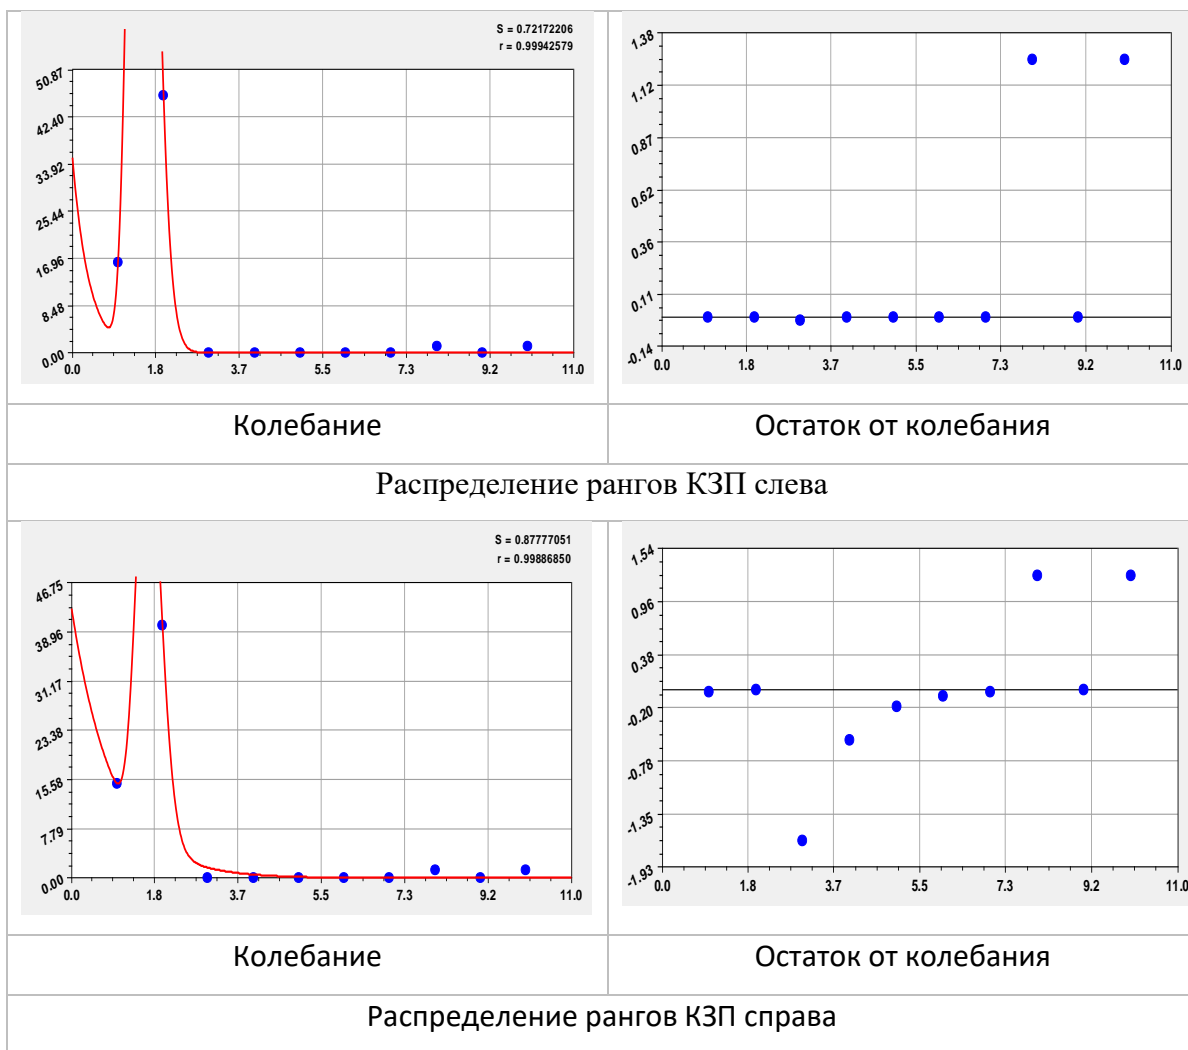 S = 0.72172206
r = 0.99942579
50.87
42.40
33.92
25.44
16.96
8.48
0.00
0.0 1.8 3.7 5.5 7.3 9.2 11.0
1.38
1.12
0.87
0.62
0.36
0.11
-0.14
0.0 1.8 3.7 5.5 7.3 9.2 11.0
Колебание
Остаток от колебания
Распределение рангов КЗП слева
S = 0.87777051
r = 0.99886850
46.75
38.96
31.17
23.38
15.58
7.79
0.00
0.0 1.8 3.7 5.5 7.3 9.2 11.0
1.54
0.96
0.38
-0.20
-0.78
-1.35
-1.93
0.0 1.8 3.7 5.5 7.3 9.2 11.0
Колебание
Остаток от колебания
Распределение рангов КЗП справа